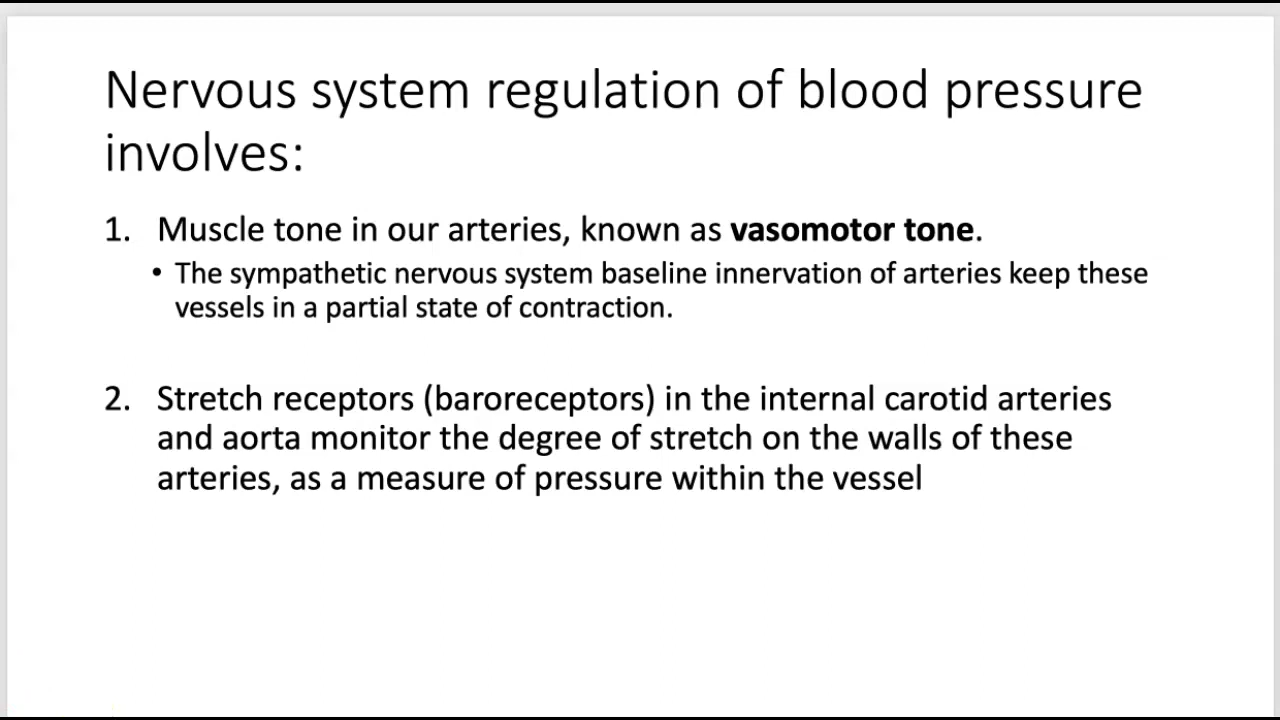 Nervous system regulation of blood pressure
involves:
1. Muscle tone in our arteries, known as vasomotor tone.
• The sympathetic nervous system baseline innervation of arteries keep these
vessels in a partial state of contraction.
2. Stretch receptors (baroreceptors) in the internal carotid arteries
and aorta monitor the degree of stretch on the walls of these
arteries, as a measure of pressure within the vessel